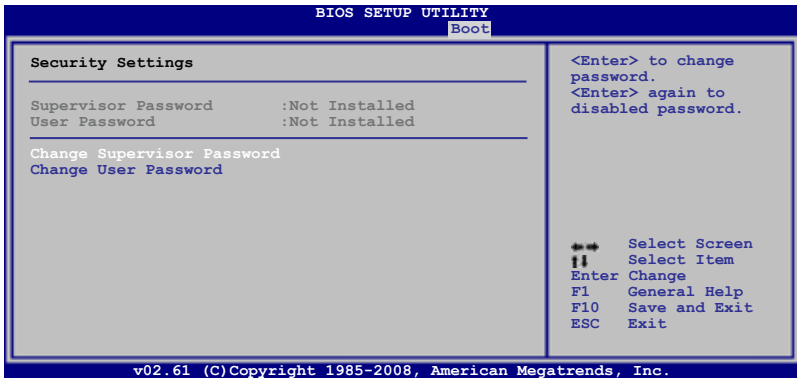 BIOS SETUP UTILITY
Boot
Security Settings
Supervisor Password :Not Installed
User Password :Not Installed
Change Supervisor Password
Change User Password
<Enter> to change
password.
<Enter> again to
disabled password.
←→ Select Screen
↑↓ Select Item
Enter Change
F1 General Help
F10 Save and Exit
ESC Exit
v02.61 (C)Copyright 1985-2008, American Megatrends, Inc.